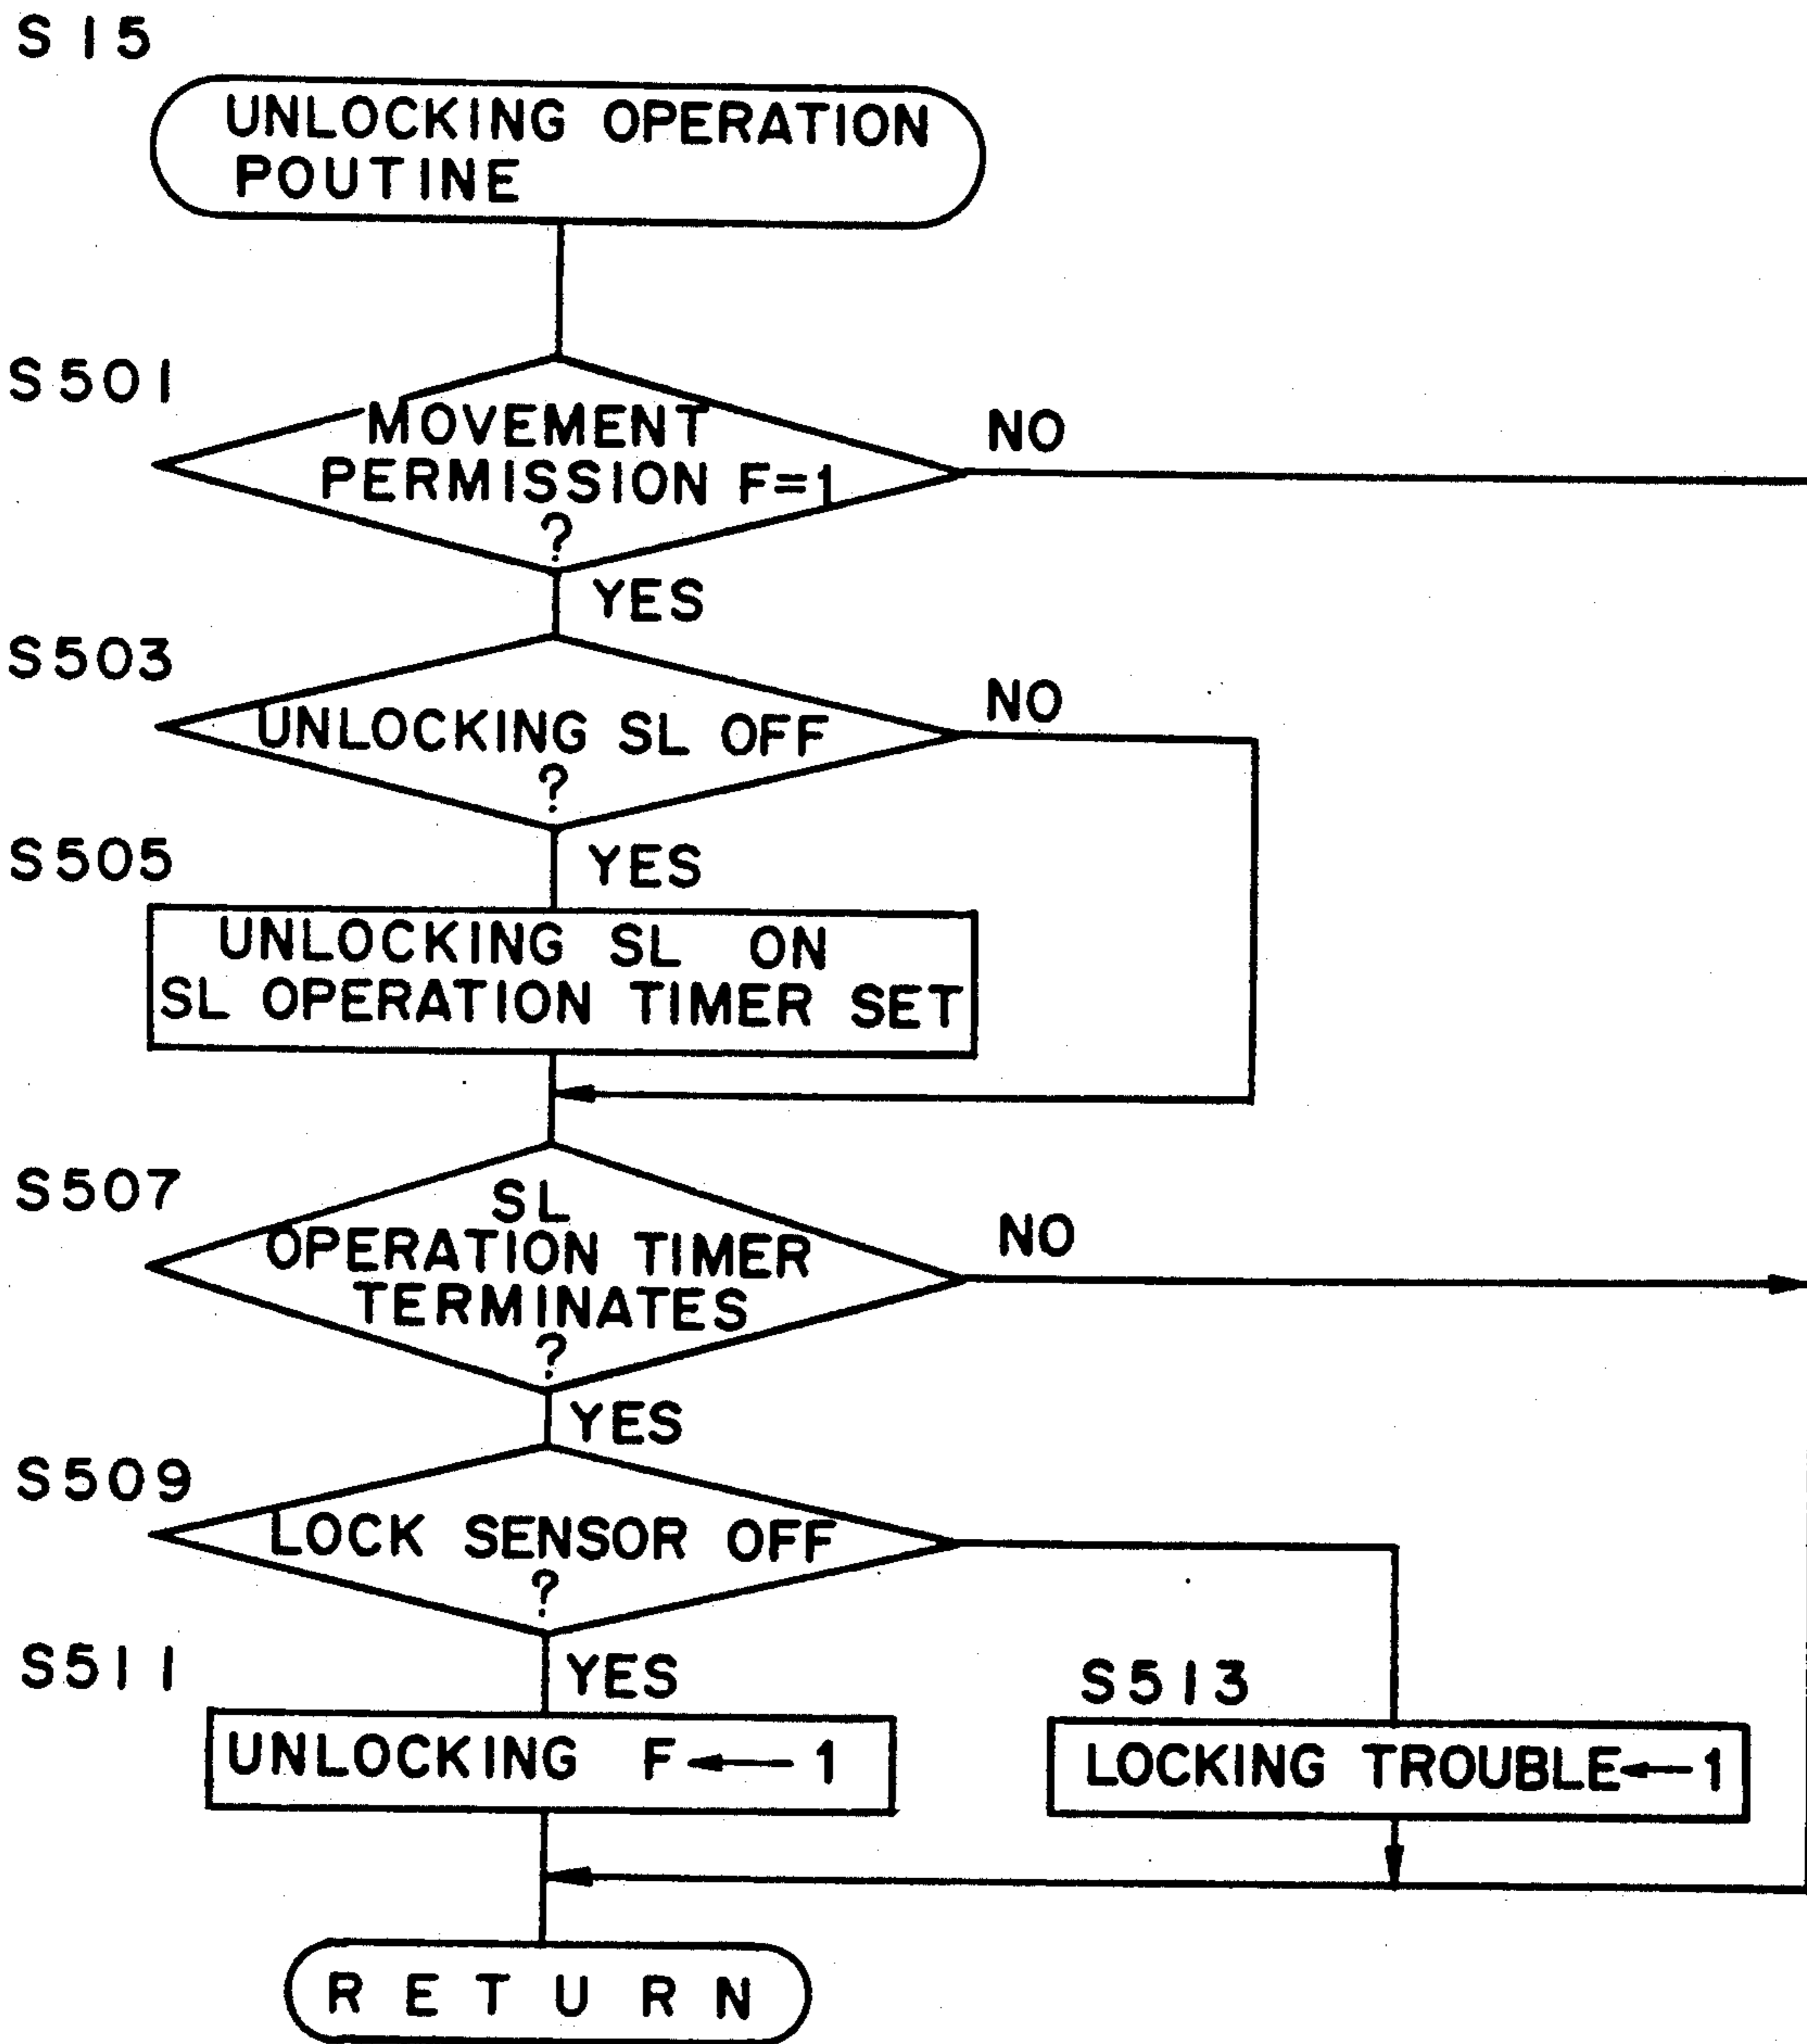 S15
UNLOCKING OPERATION
POUTINE
S501
MOVEMENT
PERMISSION F=1
?
NO
YES
S503
UNLOCKING SL OFF
?
NO
YES
S505
UNLOCKING SL ON
SL OPERATION TIMER SET
S507
SL
OPERATION TIMER
TERMINATES
?
NO
YES
S509
LOCK SENSOR OFF
?
YES
S511
UNLOCKING F←1
S513
LOCKING TROUBLE←1
RETURN